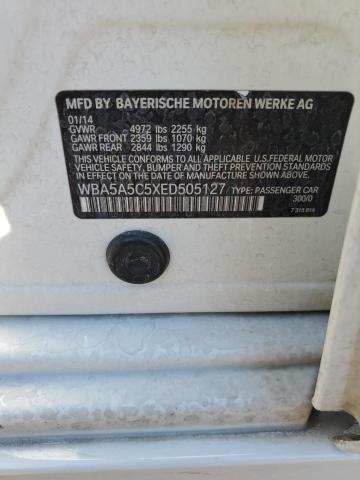 MFD BY BAYERISCHE MOTOREN WERKE AG
01/14
GVWR 4972 lbs 2255 kg
GAWR FRONT 2359 lbs 1070 kg
GAWR REAR 2844 lbs 1290 kg
THIS VEHICLE CONFORMS TO ALL APPLICABLE U.S.FEDERAL MOTOR
VEHICLE SAFETY, BUMPER, AND THEFT PREVENTION STANDARDS
IN EFFECT ON THE DATE OF MANUFACTURE SHOWN ABOVE.
WBA5A5C5XED505127 TYPE: PASSENGER CAR
300/0
7 315 818